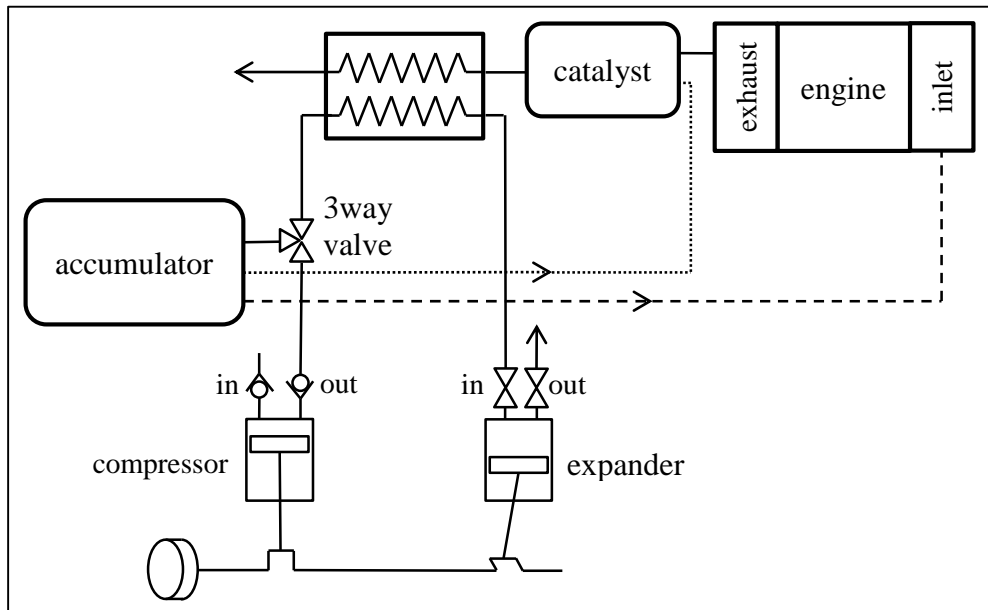 catalyst
exhaust
engine
inlet
3way
valve
accumulator
in
out
in
out
compressor
expander